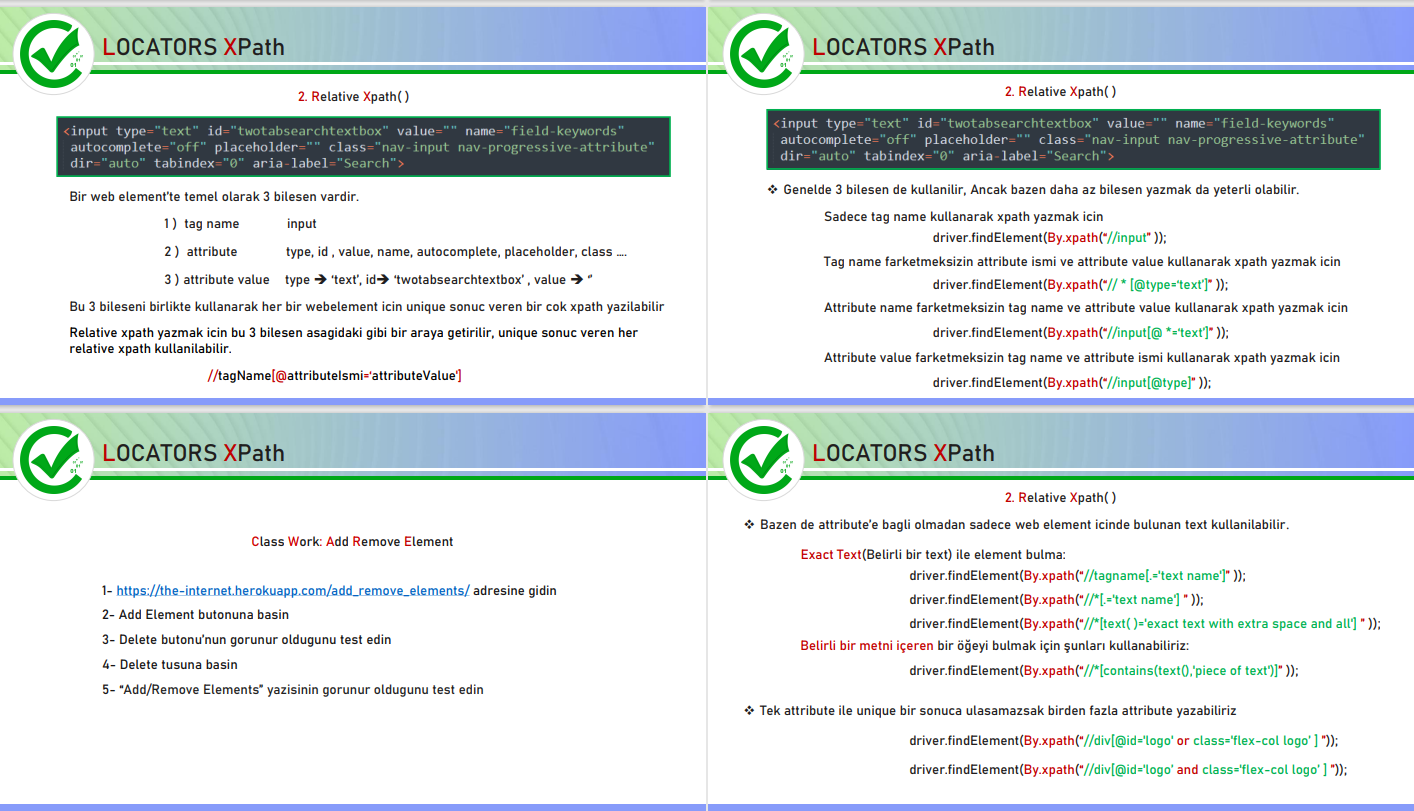 LOCATORS XPath
2. Relative Xpath( )
<input type="text" id="twotabsearchtextbox" value="" name="field-keywords"
autocomplete="off" placeholder="" class="nav-input nav-progressive-attribute"
dir="auto" tabindex="0" aria-label="Search">
Bir web element'te temel olarak 3 bilesen vardir.
1 ) tag name input
2 ) attribute type, id , value, name, autocomplete, placeholder, class ....
3 ) attribute value type ➔ ‘text’, id➔ ‘twotabsearchtextbox’ , value ➔ ‘’
Bu 3 bileseni birlikte kullanarak her bir webelement icin unique sonuc veren bir cok xpath yazilabilir
Relative xpath yazmak icin bu 3 bilesen asagidaki gibi bir araya getirilir, unique sonuc veren her
relative xpath kullanilabilir.
//tagName[@attributeIsmi=‘attributeValue’]
LOCATORS XPath
2. Relative Xpath( )
<input type="text" id="twotabsearchtextbox" value="" name="field-keywords"
autocomplete="off" placeholder="" class="nav-input nav-progressive-attribute"
dir="auto" tabindex="0" aria-label="Search">
❖ Genelde 3 bilesen de kullanilir, Ancak bazen daha az bilesen yazmak da yeterli olabilir.
Sadece tag name kullanarak xpath yazmak icin
driver.findElement(By.xpath(“//input” ));
Tag name farketmeksizin attribute ismi ve attribute value kullanarak xpath yazmak icin
driver.findElement(By.xpath(“// * [@type=‘text’]” ));
Attribute name farketmeksizin tag name ve attribute value kullanarak xpath yazmak icin
driver.findElement(By.xpath(“//input[@ *=‘text’]” ));
Attribute value farketmeksizin tag name ve attribute ismi kullanarak xpath yazmak icin
driver.findElement(By.xpath(“//input[@type]” ));
LOCATORS XPath
Class Work: Add Remove Element
1- https://the-internet.herokuapp.com/add_remove_elements/ adresine gidin
2- Add Element butonuna basin
3- Delete butonu’nun gorunur oldugunu test edin
4- Delete tusuna basin
5- “Add/Remove Elements” yazisinin gorunur oldugunu test edin
LOCATORS XPath
2. Relative Xpath( )
❖ Bazen de attribute'e bagli olmadan sadece web element icinde bulunan text kullanilabilir.
Exact Text(Belirli bir text) ile element bulma:
driver.findElement(By.xpath(“//tagname[.='text name']” ));
driver.findElement(By.xpath(“//*[.='text name'] ” ));
driver.findElement(By.xpath(“//*[text( )='exact text with extra space and all'] ” ));
Belirli bir metni içeren bir öğeyi bulmak için şunları kullanabiliriz:
driver.findElement(By.xpath(“//*[contains(text(),'piece of text')]” ));
❖ Tek attribute ile unique bir sonuca ulasamazsak birden fazla attribute yazabiliriz
driver.findElement(By.xpath(“//div[@id='logo' or class='flex-col logo’ ] ”));
driver.findElement(By.xpath(“//div[@id='logo’ and class='flex-col logo’ ] ”));